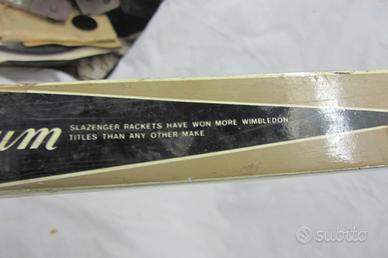 um
SLAZENGER RACKETS HAVE WON MORE WIMBLEDON
TITLES THAN ANY OTHER MAKE
subito